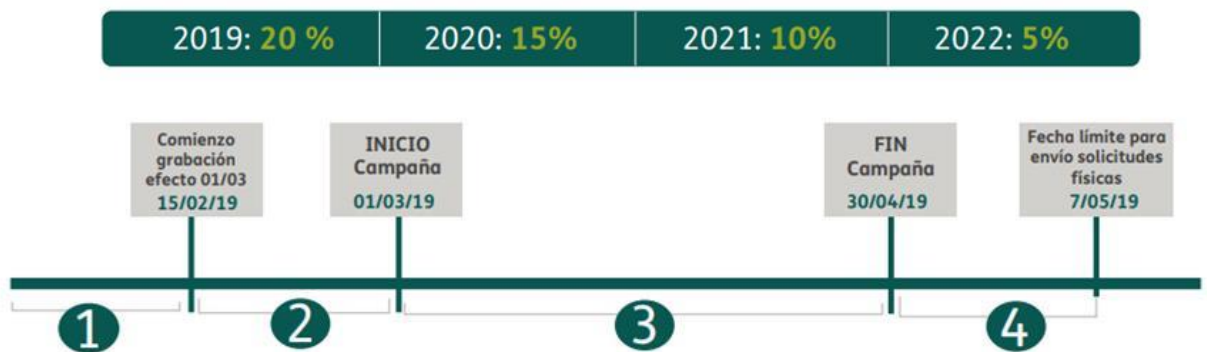 2019: 20 % 2020: 15% 2021: 10% 2022: 5%
Comienzo
grabación
efecto 01/03
15/02/19
INICIO
Campaña
01/03/19
FIN
Campaña
30/04/19
Fecha límite para
envío solicitudes
físicas
7/05/19
1 2 3 4